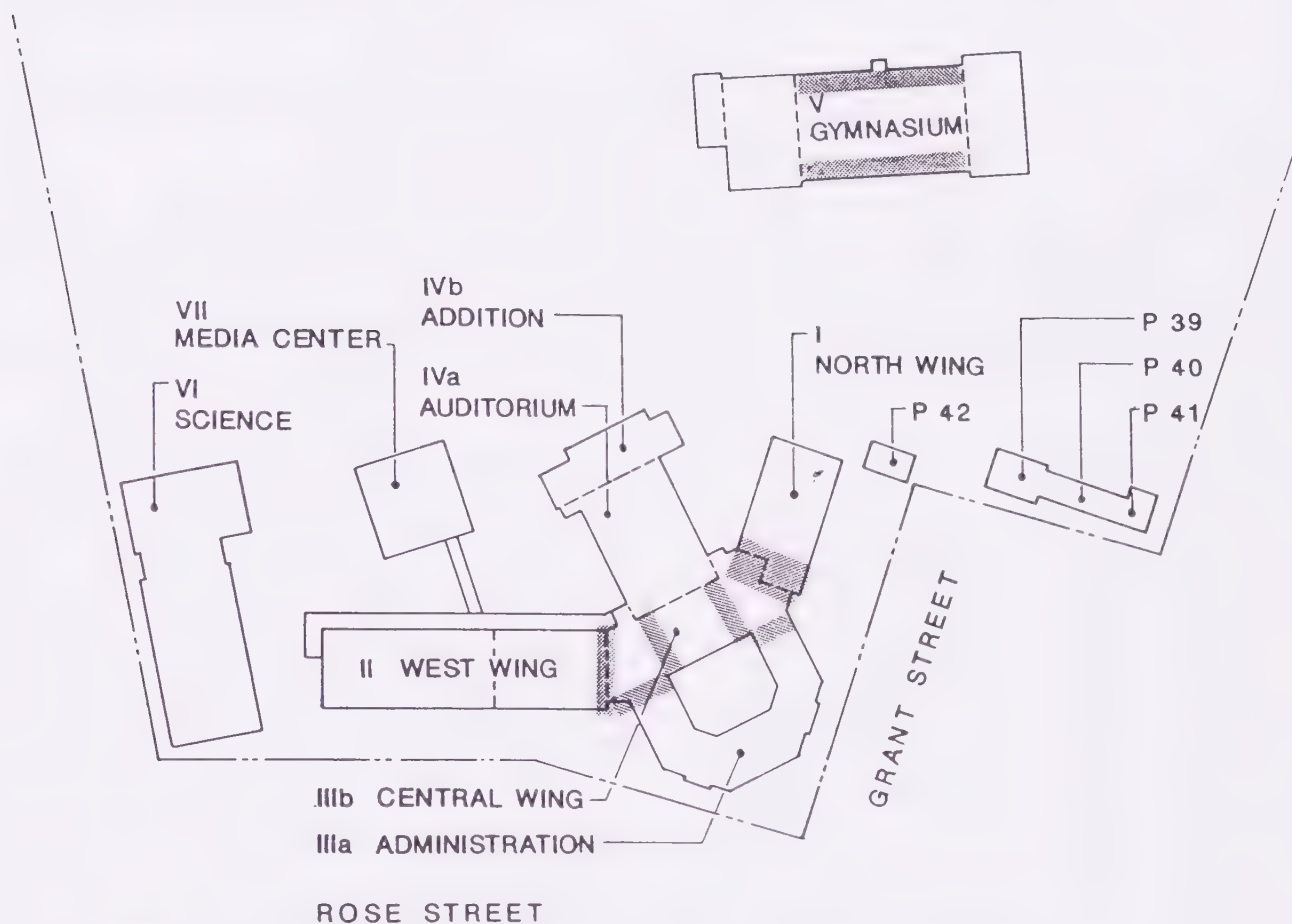 V
GYMNASIUM
IVb
ADDITION
VII
MEDIA CENTER
I
NORTH WING
P 39
P 40
P 41
P 42
IVa
AUDITORIUM
VI
SCIENCE
II WEST WING
GRANT STREET
IIIb CENTRAL WING
IIIa ADMINISTRATION
ROSE STREET